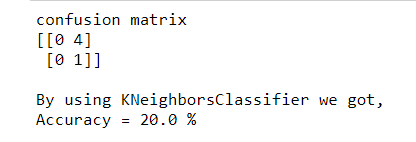 confusion matrix
[[0 4]
 [0 1]]
By using KNeighborsClassifier we got,
Accuracy = 20.0 %